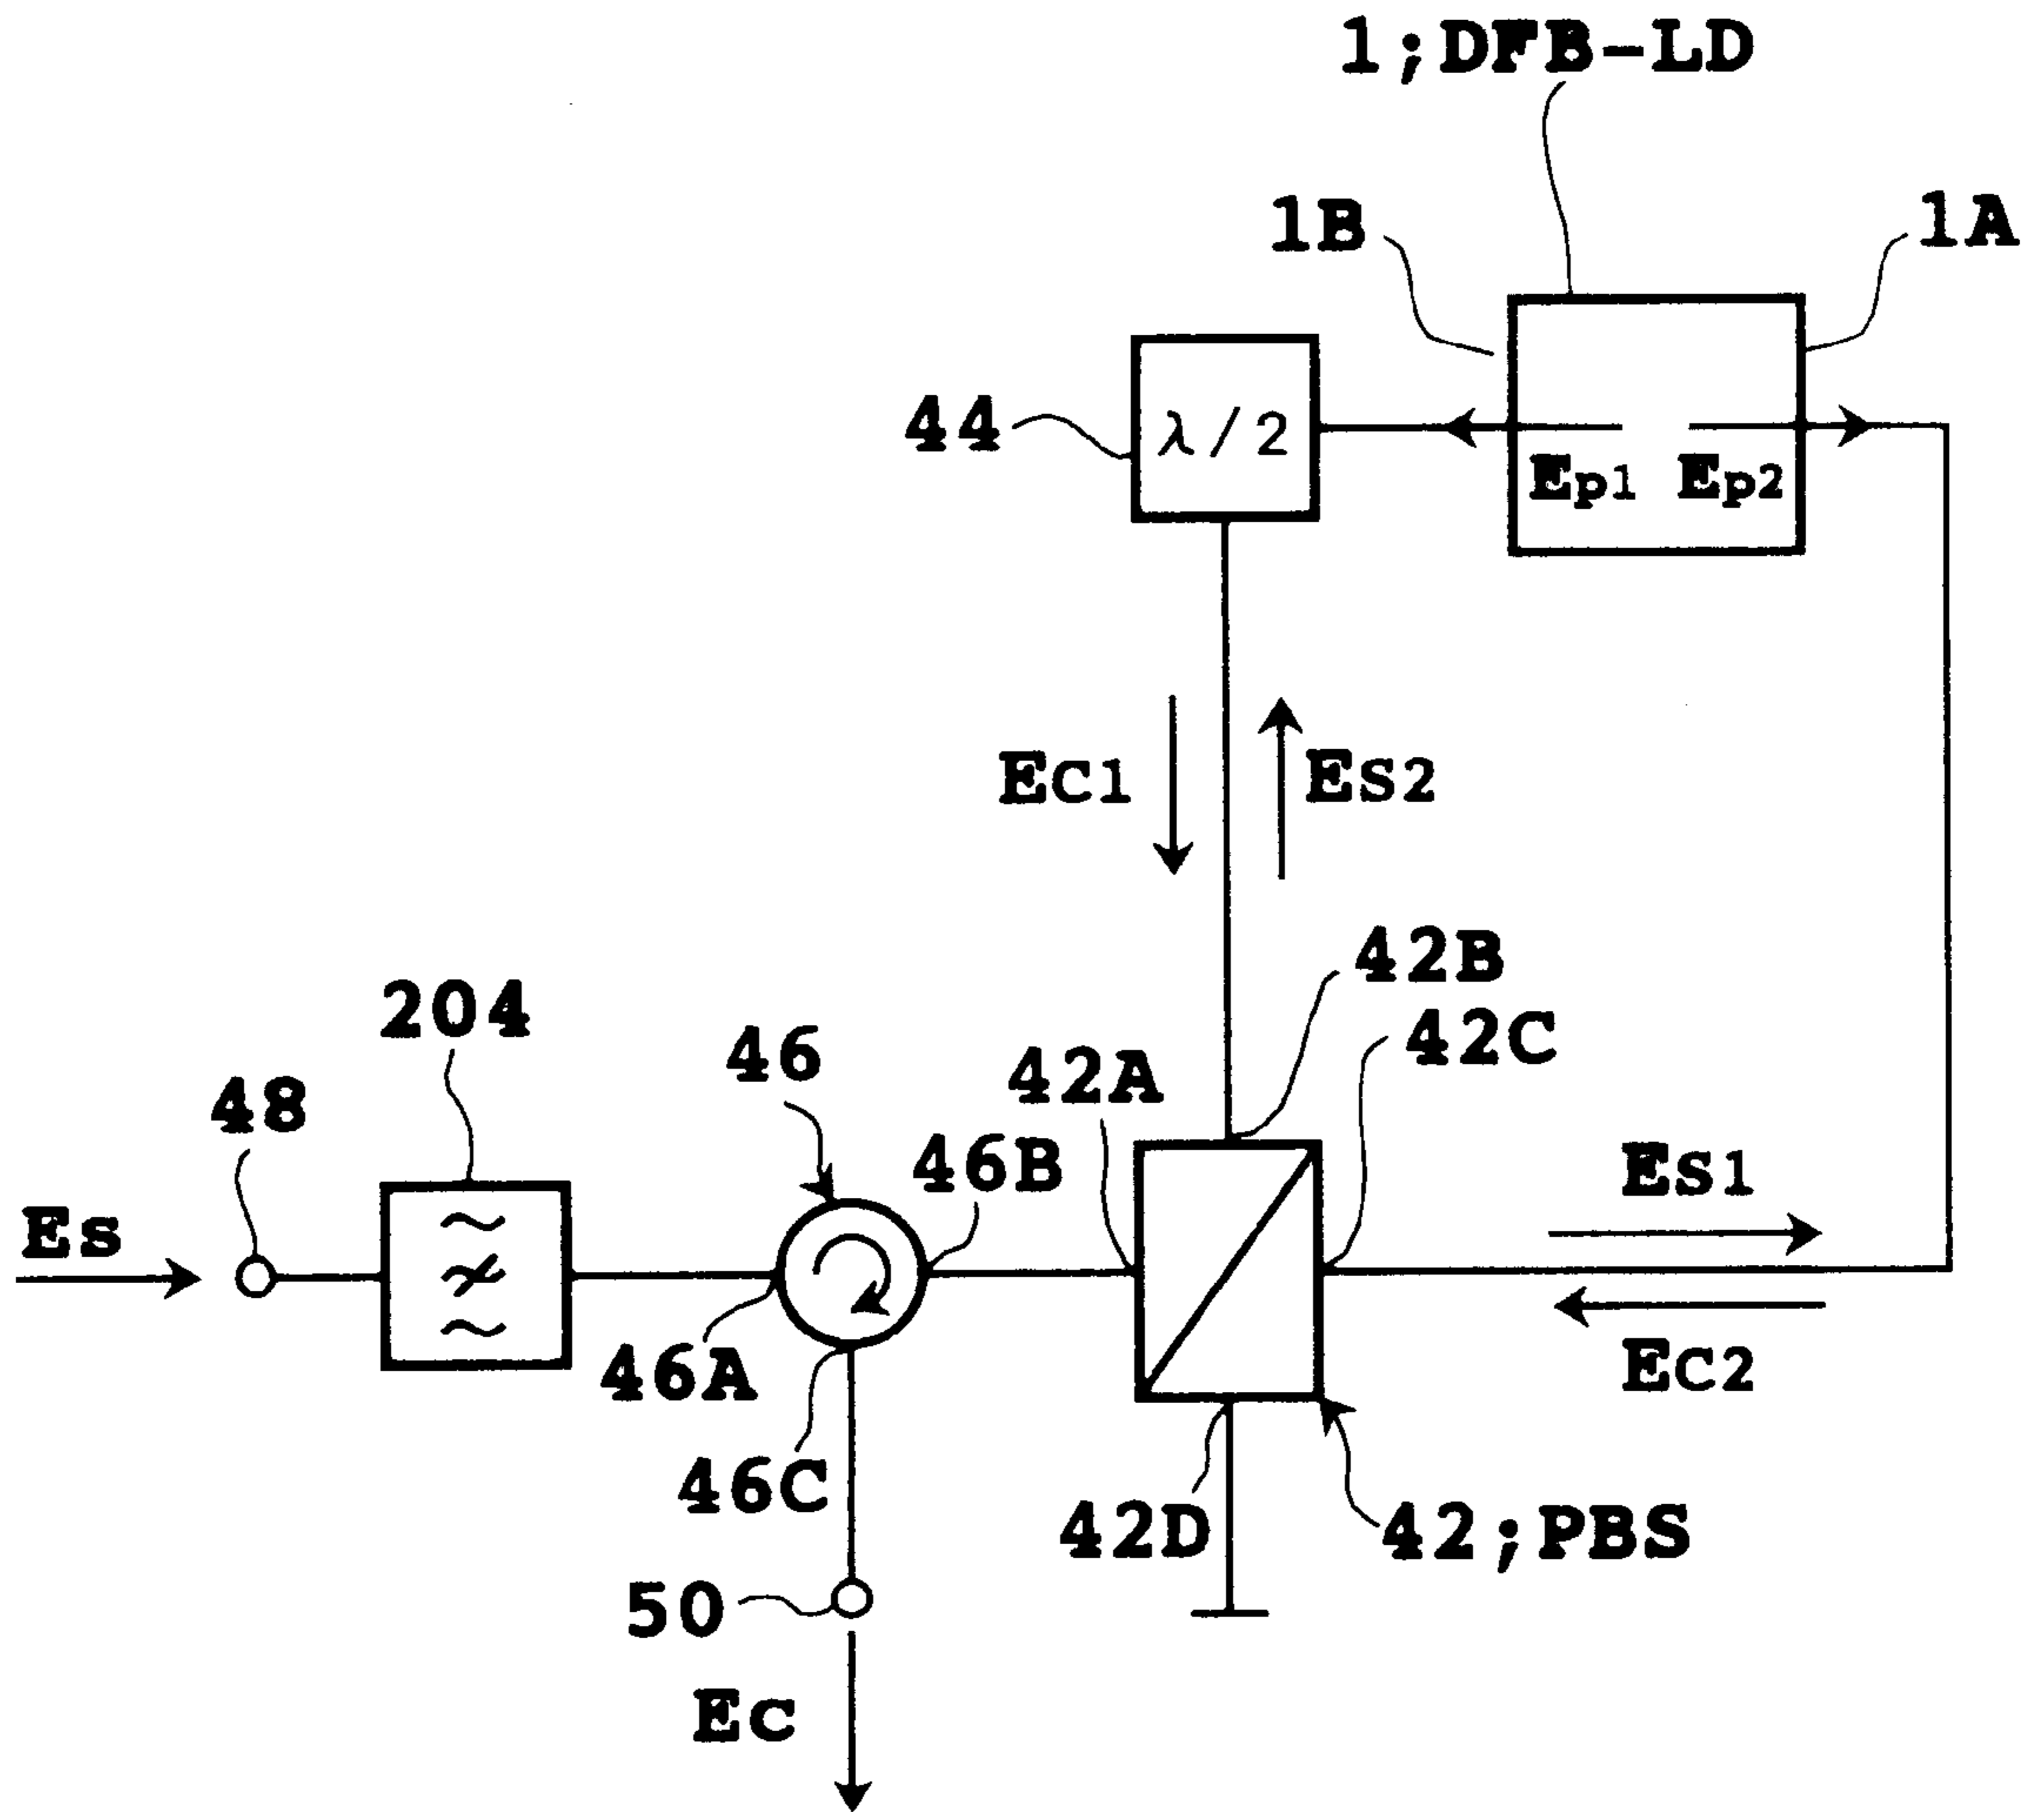 1;DFB-LD
1B
1A
44
λ/2
Ep1 Ep2
EC1
ES2
42B
204
42C
46
42A
48
46B
ES1
Es
46A
EC2
46C
42D
42;PBS
50
EC